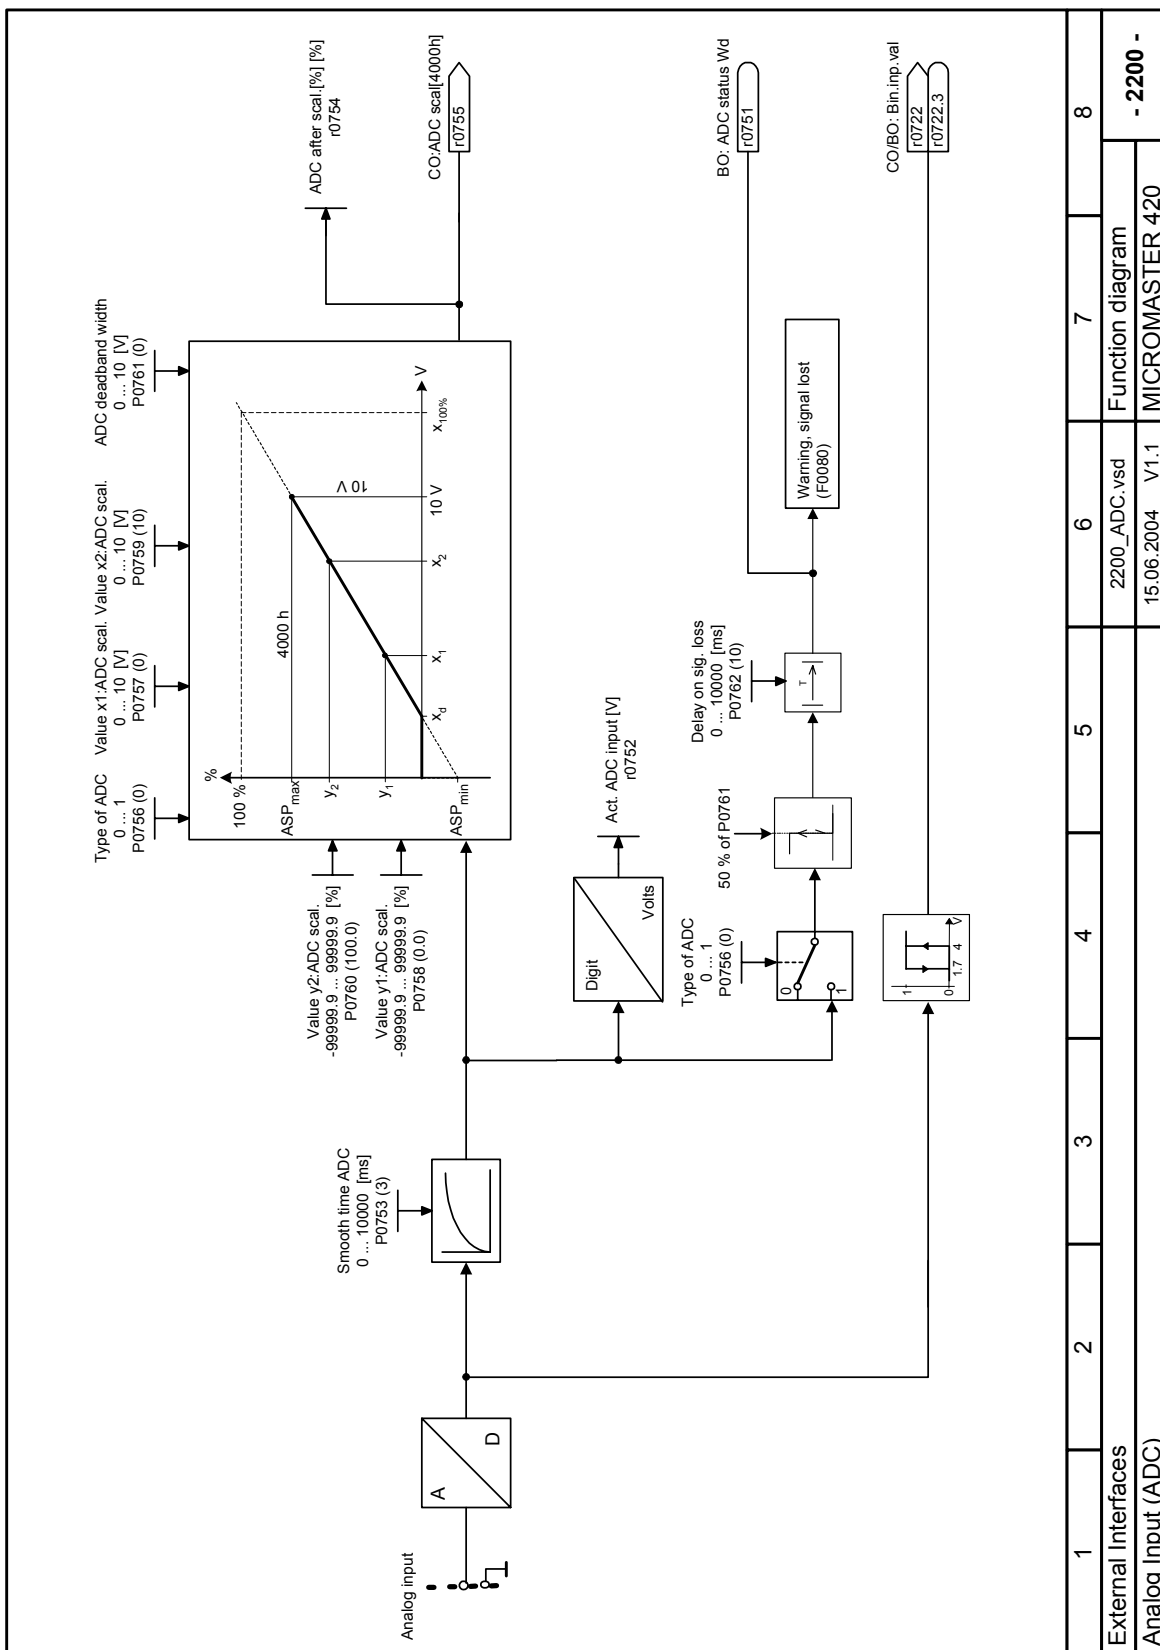 Analog input
A
D
Smooth time ADC
0 ... 10000 [ms]
P0753 (3)
Value y2:ADC scal.
-99999.9 ... 99999.9 [%]
P0760 (100.0)
Value y1:ADC scal.
-99999.9 ... 99999.9 [%]
P0758 (0.0)
Type of ADC
0 ... 1
P0756 (0)
Value x1:ADC scal.
0 ... 10 [V]
P0757 (0)
Value x2:ADC scal.
0 ... 10 [V]
P0759 (10)
ADC deadband width
0 ... 10 [V]
P0761 (0)
%
100 %
ASPmax
y2
y1
ASPmin
4000 h
10 V
xd
x1
x2
10 V
x100%
V
ADC after scal.[%] [%]
r0754
CO:ADC scal[4000h]
r0755
Digit
Volts
Act. ADC input [V]
r0752
Type of ADC
0 ... 1
P0756 (0)
0
1
50 % of P0761
Delay on sig. loss
0 ... 10000 [ms]
P0762 (10)
T
Warning, signal lost
(F0080)
BO: ADC status Wd
r0751
1
0
1.7 4
V
CO/BO: Bin.inp.val
r0722
r0722.3
1 2 3 4 5 6 7 8
External Interfaces
2200_ADC.vsd
Function diagram
- 2200 -
Analog Input (ADC)
15.06.2004 V1.1
MICROMASTER 420